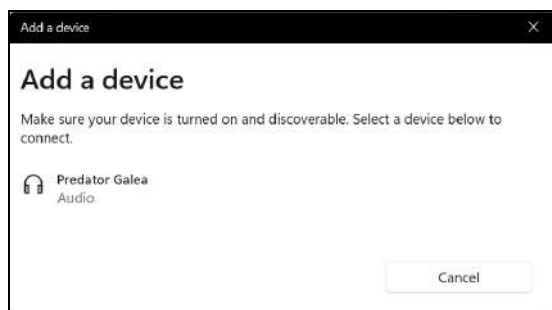 Add a device
Add a device
Make sure your device is turned on and discoverable. Select a device below to
connect.
Predator Galea
Audio
Cancel